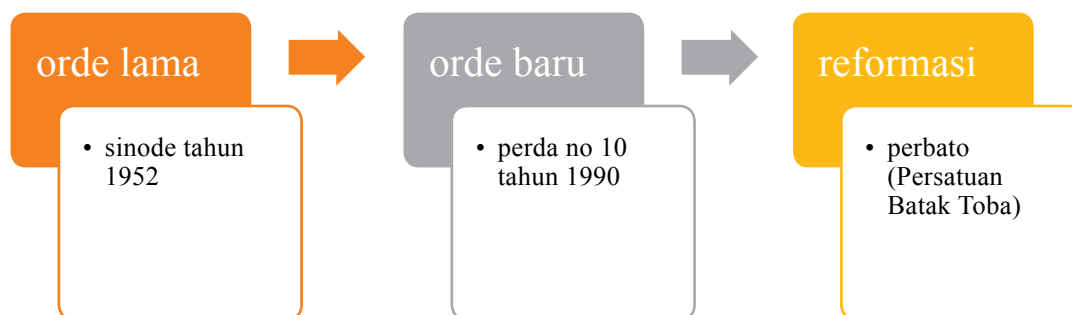 orde lama
• sinode tahun
1952
orde baru
• perda no 10
tahun 1990
reformasi
• perbato
(Persatuan
Batak Toba)